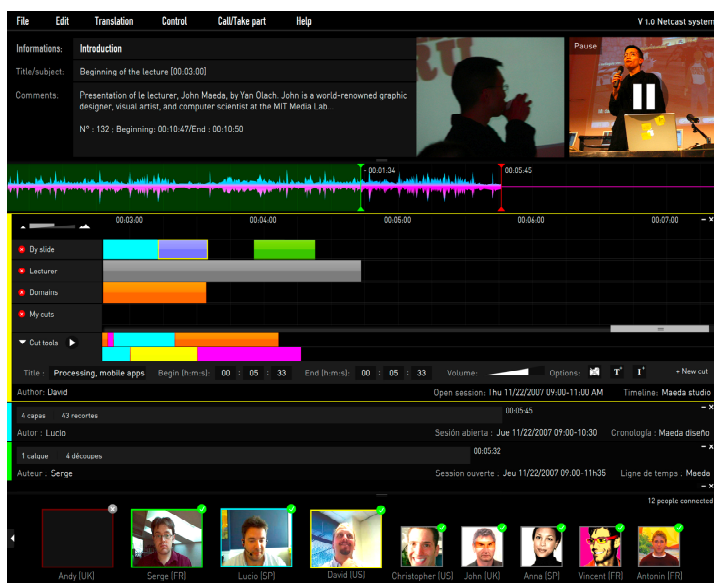 File Edit Translation Control Call/Take part Help V 1.0 Netcast system
Informations: Introduction
Pause
Title/subject: Beginning of the lecture [00:03:00]
Comments. Presentation of le lecturer, John Maeda, by Yan Olach. John is a world-renowned graphic
designer, visual artist, and computer scientist at the MIT Media Lab...
N° : 132 ; Beginning: 00:10:47/End : 00:10:50
- 00:01:34 00:05:45
00:03:00 00:04:00 00:05:00 00:06:00 00:07:00
By slide
Lecturer
Domains
My cuts
Cut tools
Title : Processing, mobile apps Begin (h:m:s): 00 : 05 : 33 End (h:m:s): 00 : 05 : 33 Volume: Options: T+ I+ + New cut
Author: David Open session: Thu 11/22/2007 09:00-11:00 AM Timeline: Maeda studio
4 capas 43 recortes 00:05:45
Autor : Lucio Sesión abierta : Jue 11/22/2007 09:00-10:30 Cronología : Maeda diseño
1 calque 4 découpes 00:05:32
Auteur : Serge Session ouverte : Jeu 11/22/2007 09:00-11h35 Ligne de temps : Maeda
12 people connected
Andy (UK) Serge (FR) Lucio (SP) David (US) Christopher (US) John (UK) Anna (SP) Vincent (FR) Antonin (FR)